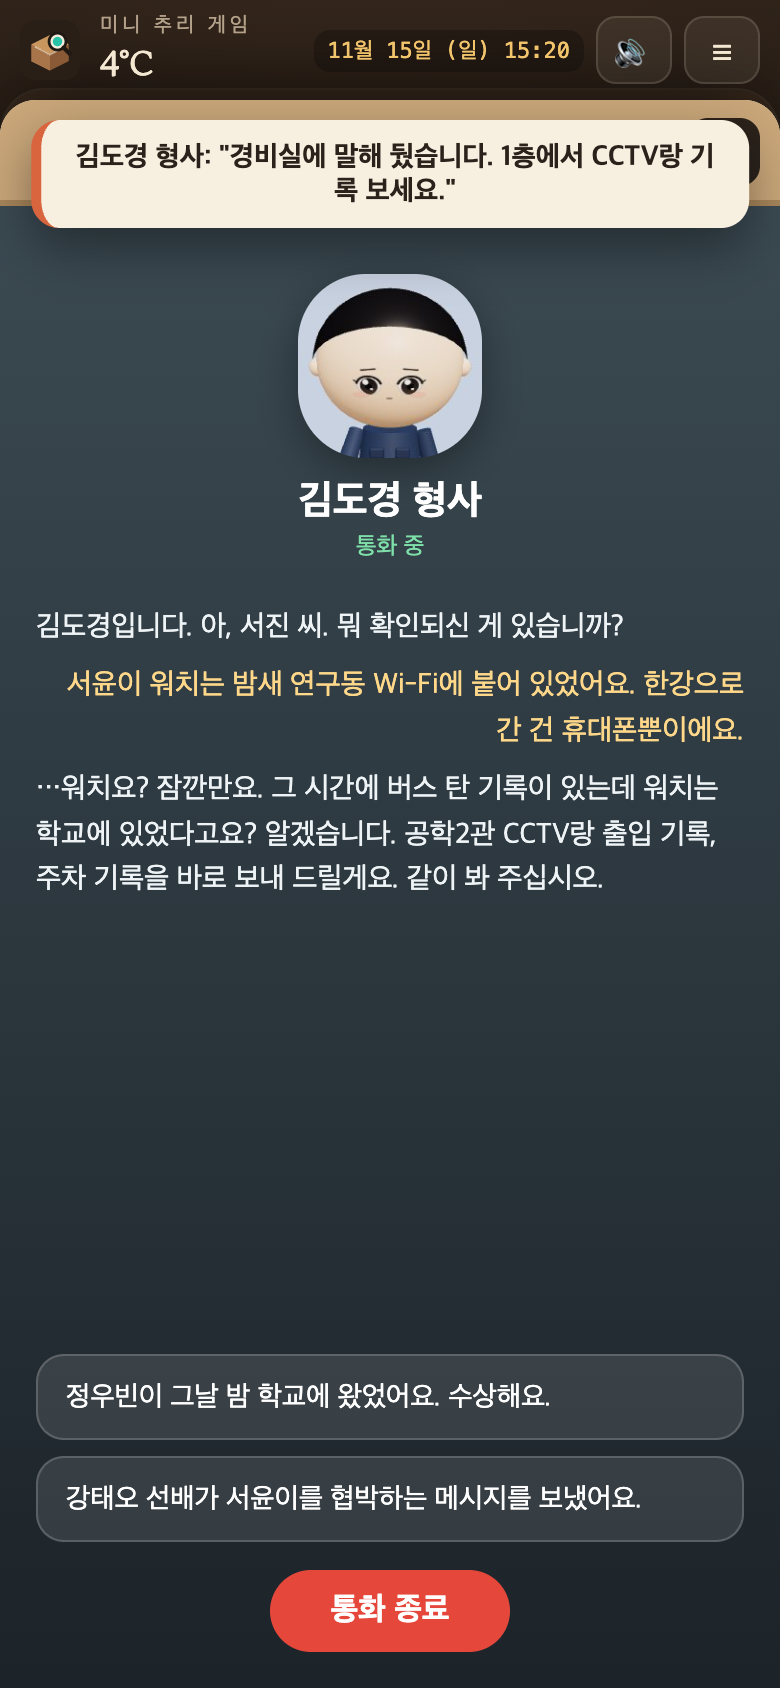 미니 추리 게임
4℃
11월 15일 (일) 15:20
김도경 형사: "경비실에 말해 뒀습니다. 1층에서 CCTV랑 기
록 보세요."
김도경 형사
통화 중
김도경입니다. 아, 서진 씨. 뭐 확인되신 게 있습니까?
서윤이 워치는 밤새 연구동 Wi-Fi에 붙어 있었어요. 한강으로
간 건 휴대폰뿐이에요.
…워치요? 잠깐만요. 그 시간에 버스 탄 기록이 있는데 워치는
학교에 있었다고요? 알겠습니다. 공학2관 CCTV랑 출입 기록,
주차 기록을 바로 보내 드릴게요. 같이 봐 주십시오.
정우빈이 그날 밤 학교에 왔었어요. 수상해요.
강태오 선배가 서윤이를 협박하는 메시지를 보냈어요.
통화 종료